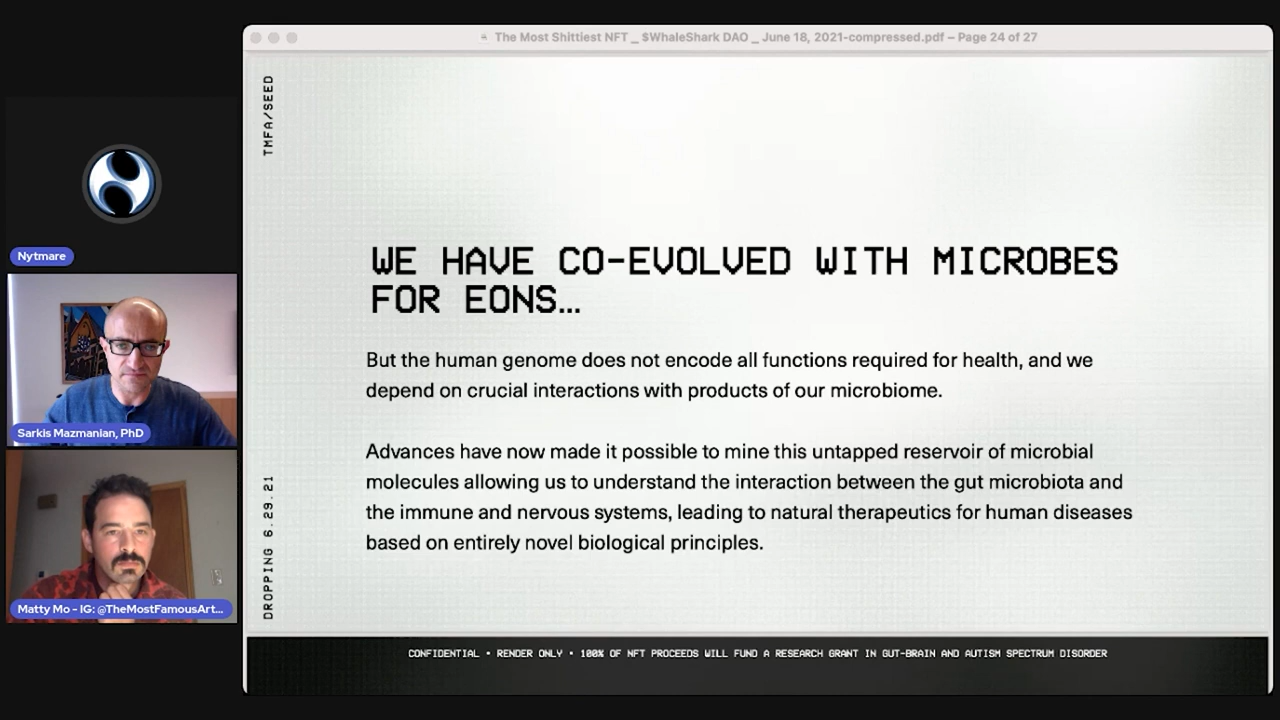 The Most Shittiest NFT _ $WhaleShark DAO _ June 18, 2021-compressed.pdf – Page 24 of 27
TMFA/SEED
DROPPING 6.29.21
WE HAVE CO-EVOLVED WITH MICROBES
FOR EONS…
But the human genome does not encode all functions required for health, and we
depend on crucial interactions with products of our microbiome.
Advances have now made it possible to mine this untapped reservoir of microbial
molecules allowing us to understand the interaction between the gut microbiota and
the immune and nervous systems, leading to natural therapeutics for human diseases
based on entirely novel biological principles.
CONFIDENTIAL • RENDER ONLY • 100% OF NFT PROCEEDS WILL FUND A RESEARCH GRANT IN GUT-BRAIN AND AUTISM SPECTRUM DISORDER
Nytmare
Sarkis Mazmanian, PhD
Matty Mo - IG: @TheMostFamousArt...